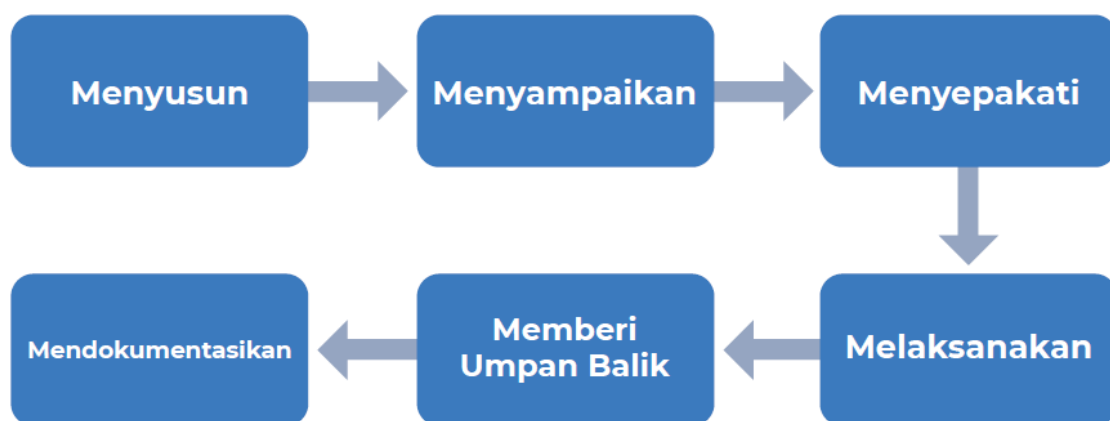 Menyusun
Menyampaikan
Menyepakati
Melaksanakan
Memberi
Umpan Balik
Mendokumentasikan